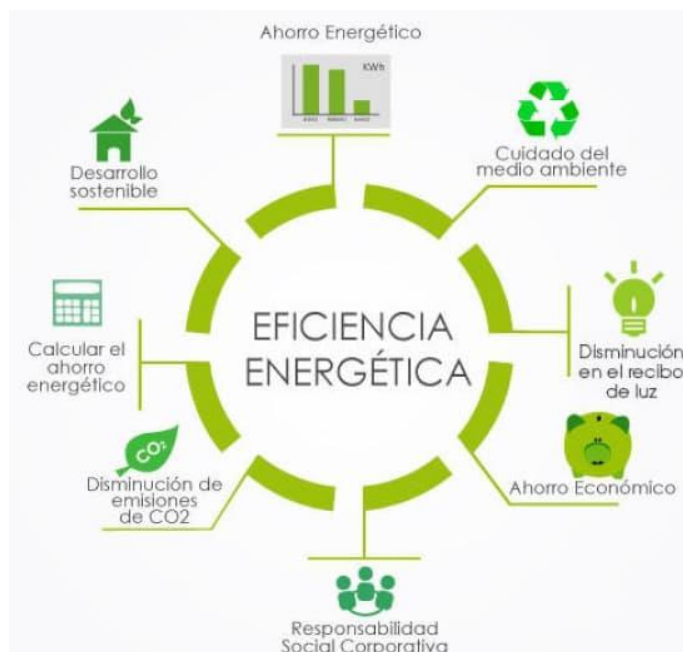 Ahorro Energético
KWh
Cuidado del
medio ambiente
Disminución
en el recibo
de luz
Ahorro Económico
Responsabilidad
Social Corporativa
CO2
Disminución de
emisiones
de CO2
Calcular el
ahorro
energético
Desarrollo
sostenible
EFICIENCIA
ENERGÉTICA